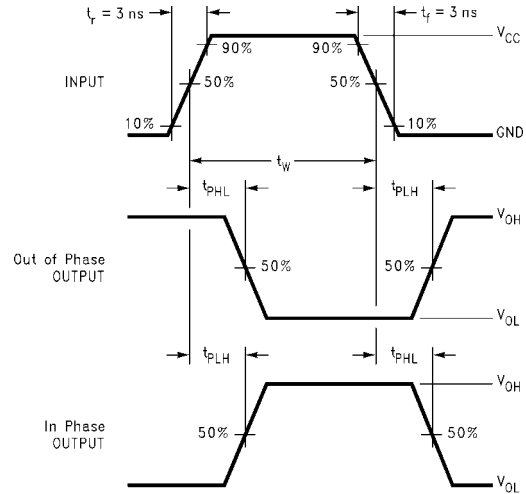 tr = 3 ns
tf = 3 ns
VCC
90%
90%
INPUT
50%
50%
10%
10%
GND
tW
tPHL
tPLH
VOH
Out of Phase
OUTPUT
50%
50%
VOL
tPLH
tPHL
VOH
In Phase
OUTPUT
50%
50%
VOL